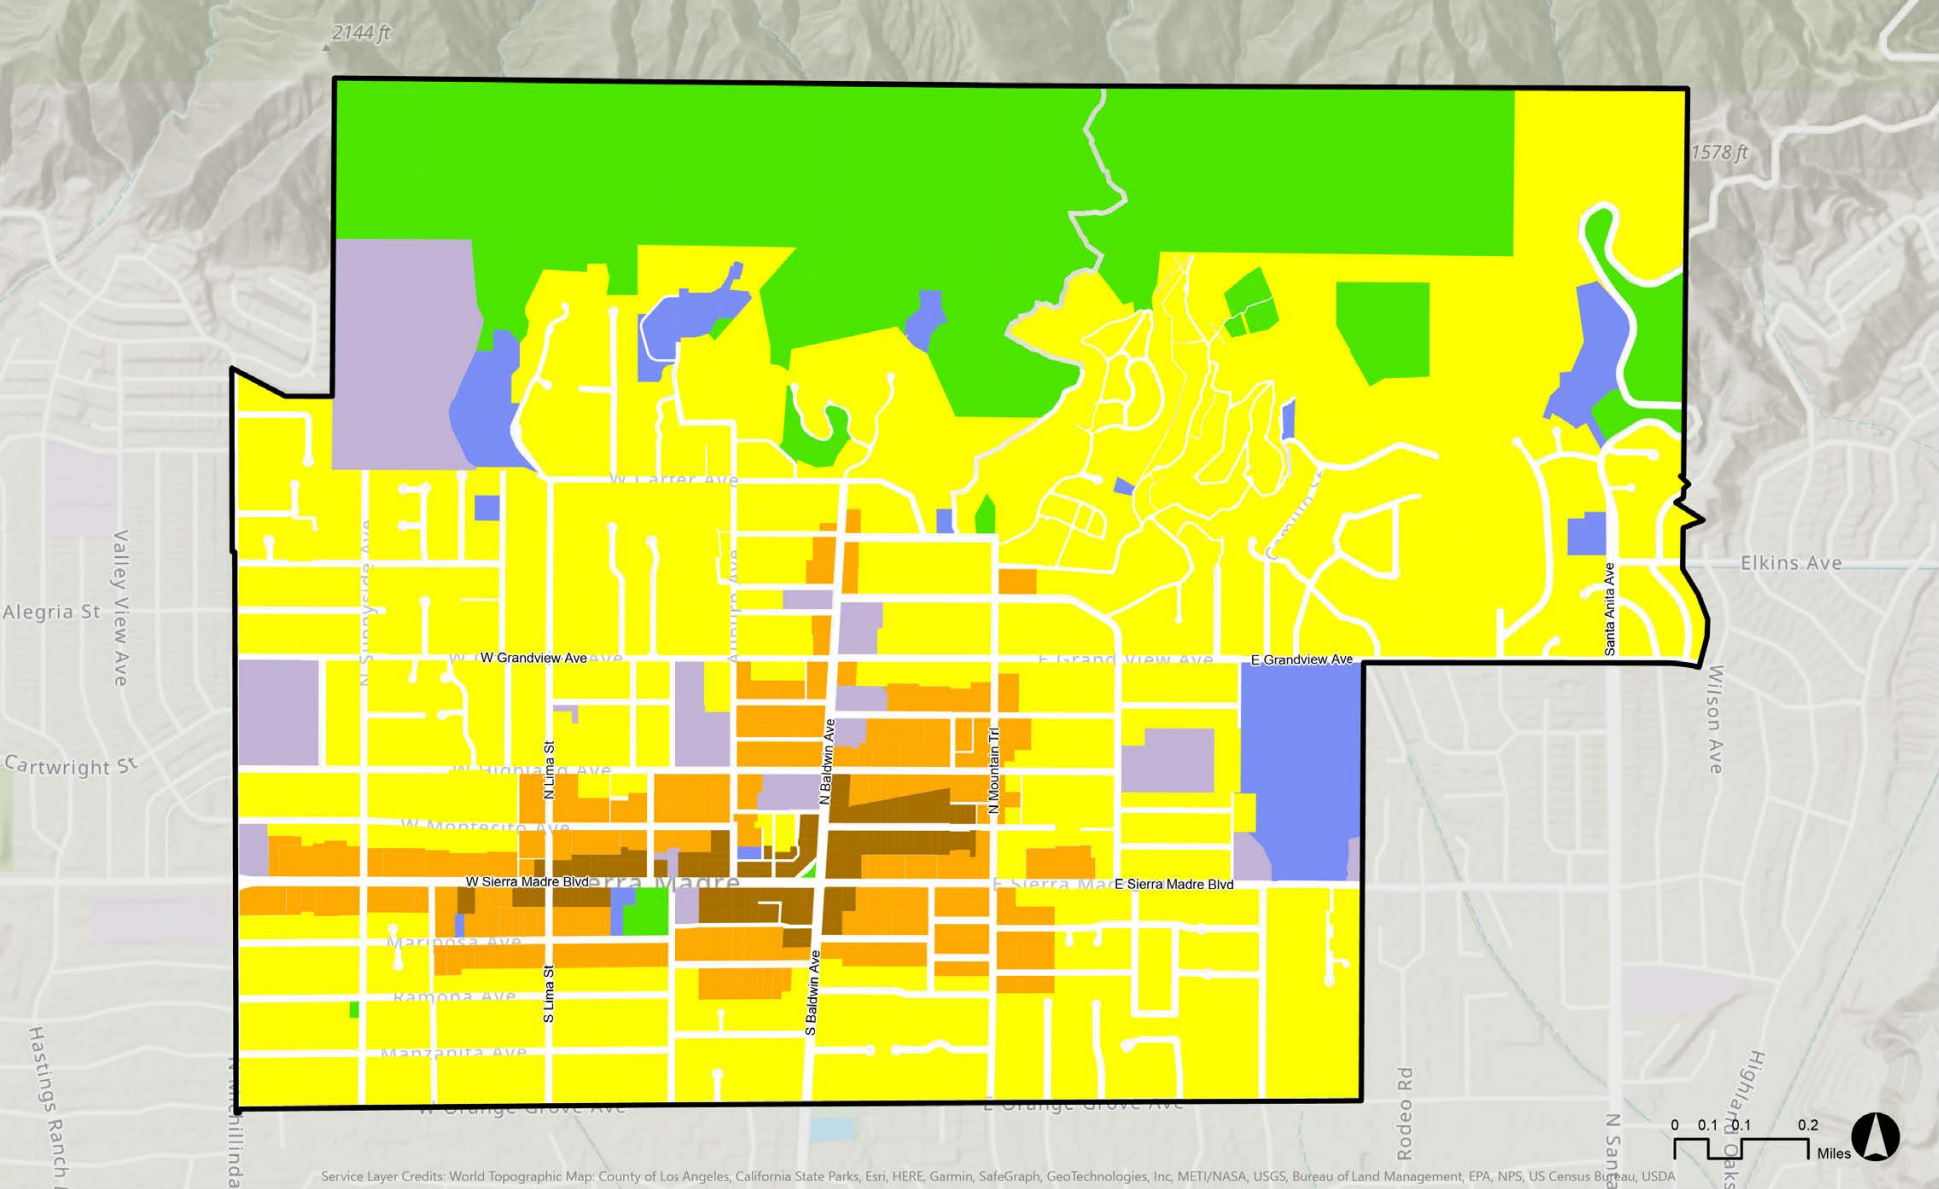 2144 ft
1578 ft
W Carter Ave
Valley View Ave
N Sunnyside Ave
Auburn Ave
Elkins Ave
Alegria St
Santa Anita Ave
W Grandview Ave
E Grand View Ave
E Grandview Ave
Wilson Ave
Cartwright St
W Highland Ave
N Lima St
N Baldwin Ave
N Mountain Trl
W Montecito Ave
W Sierra Madre Blvd
erra Madre
E Sierra Mad
E Sierra Madre Blvd
Mariposa Ave
Ramona Ave
S Lima St
S Baldwin Ave
Manzanita Ave
Hastings Ranch
W Orange Grove Ave
E Orange Grove Ave
Rodeo Rd
N Santa
Highland Oaks
0 0.1 0.1 0.2
Miles
Service Layer Credits: World Topographic Map: County of Los Angeles, California State Parks, Esri, HERE, Garmin, SafeGraph, GeoTechnologies, Inc, METI/NASA, USGS, Bureau of Land Management, EPA, NPS, US Census Bureau, USDA